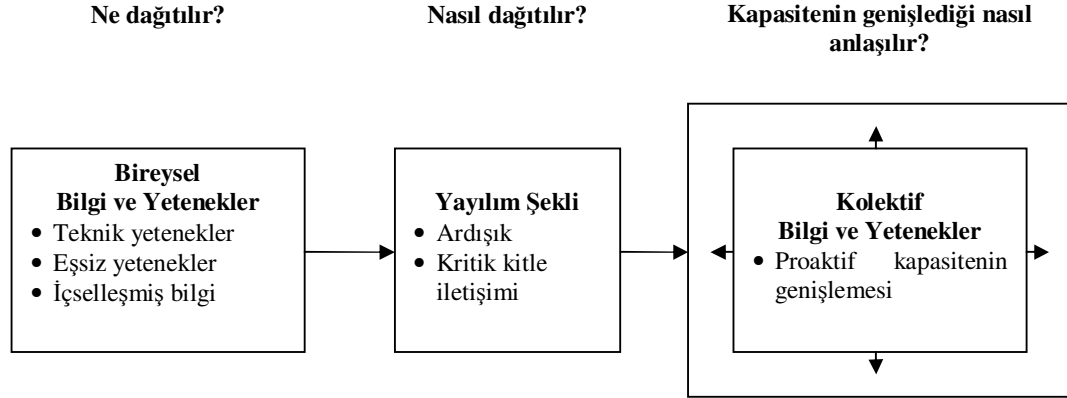 Ne dağıtılır?
Nasıl dağıtılır?
Kapasitenin genişlediği nasıl
anlaşılır?
Bireysel
Bilgi ve Yetenekler
• Teknik yetenekler
• Eşsiz yetenekler
• İçselleşmiş bilgi
Yayılım Şekli
• Ardışık
• Kritik kitle
iletişimi
Kolektif
Bilgi ve Yetenekler
• Proaktif kapasitenin
genişlemesi